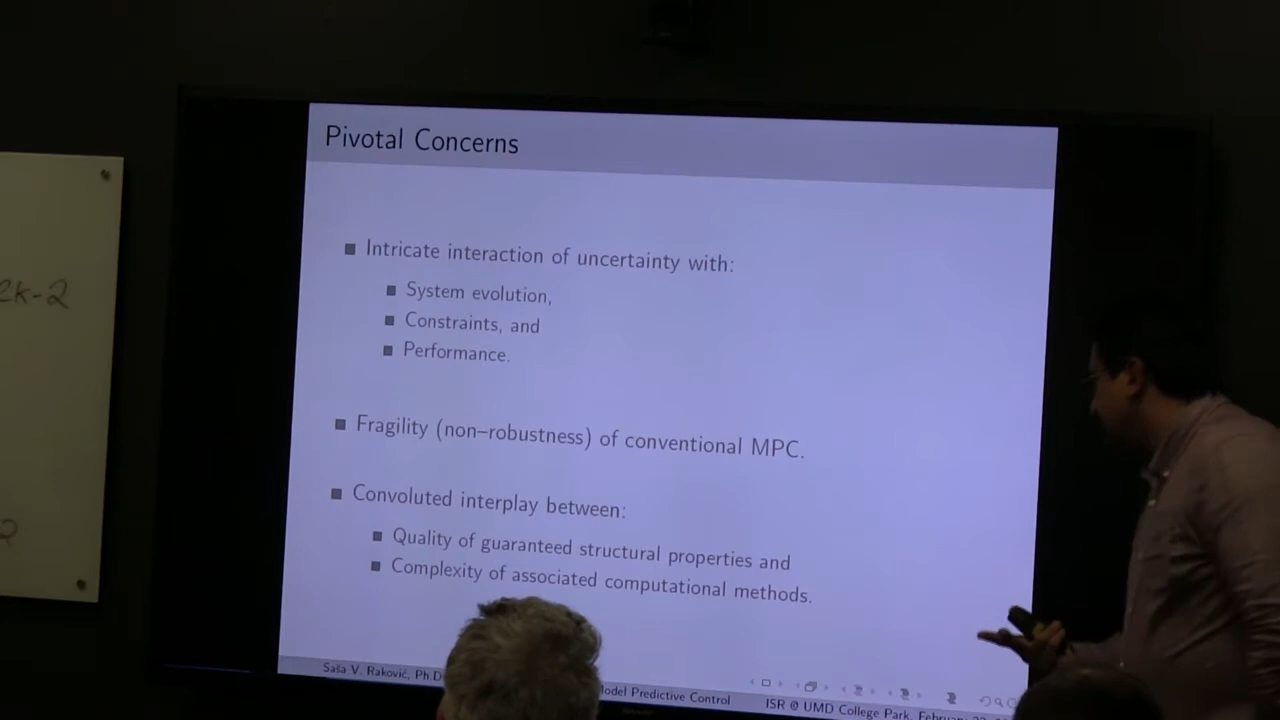 Pivotal Concerns
Intricate interaction of uncertainty with:
System evolution,
Constraints, and
Performance.
Fragility (non–robustness) of conventional MPC.
Convoluted interplay between:
Quality of guaranteed structural properties and
Complexity of associated computational methods.
Saša V. Raković, Ph.D
Model Predictive Control
ISR @ UMD College Park, February
2k-2
2